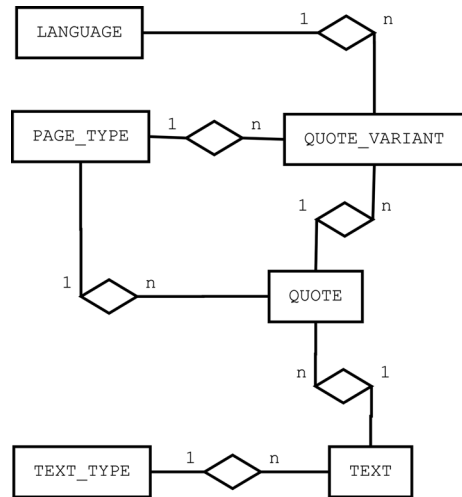 LANGUAGE
1
n
PAGE_TYPE
1
n
QUOTE_VARIANT
1
n
1
n
QUOTE
n
1
TEXT_TYPE
1
n
TEXT